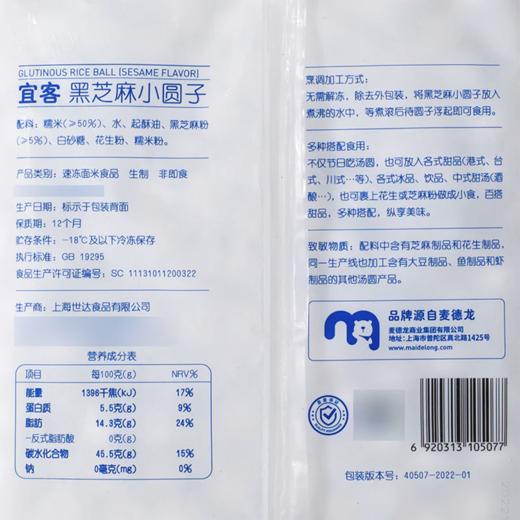 GLUTINOUS RICE BALL (SESAME FLAVOR)
宜客 黑芝麻小圆子
配料：糯米(≥50%)、水、起酥油、黑芝麻粉
(≥5%)、白砂糖、花生粉、糯米粉。
产品类别：速冻面米食品 生制 非即食
生产日期：标示于包装背面
保质期：12个月
贮存条件：-18℃及以下冷冻保存
执行标准：GB 19295
食品生产许可证编号：SC 11131011200322
生产商：上海世达食品有限公司
营养成分表
项目 每100克(g) NRV%
能量 1396千焦(kJ) 17%
蛋白质 5.5克(g) 9%
脂肪 14.3克(g) 24%
-反式脂肪酸 0克(g)
碳水化合物 45.5克(g) 15%
钠 0毫克(mg) 0%
烹调加工方式：
无需解冻，除去外包装，将黑芝麻小圆子放入
煮沸的水中，等煮滚后待圆子浮起即可食用。
多种搭配食用：
不仅节日吃汤圆，也可放入各式甜品(港式、台
式、川式…等)、各式冰品、饮品、中式甜汤(酒
酿…)，也可裹上花生或芝麻粉做成小食，百搭
甜品，多种搭配，纵享美味。
致敏物质：配料中含有芝麻制品和花生制品，
同一生产线也加工含有大豆制品、鱼制品和虾
制品的其他汤圆产品。
品牌源自麦德龙
麦德龙商业集团有限公司
地址：上海市普陀区真北路1425号
www.maidelong.com
6 920313 105077
包装版本号：40507-2022-01